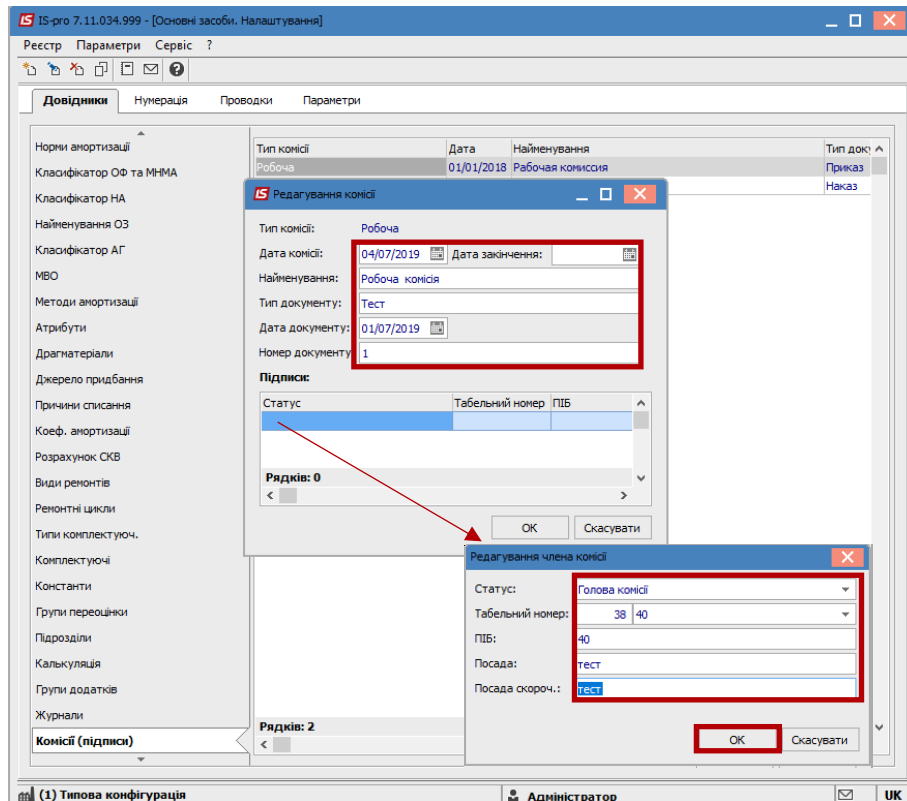 IS-pro 7.11.034.999 - [Основні засоби. Налаштування]
Реєстр Параметри Сервіс ?
Довідники Нумерація Проводки Параметри
Норми амортизації
Класифікатор ОФ та МНМА
Класифікатор НА
Найменування ОЗ
Класифікатор АГ
МВО
Методи амортизації
Атрибути
Драгматеріали
Джерело придбання
Причини списання
Коеф. амортизації
Розрахунок СКВ
Види ремонтів
Ремонтні цикли
Типи комплектуюч.
Комплектуючі
Константи
Групи переоцінки
Підрозділи
Калькуляція
Групи додатків
Журнали
Комісії (підписи)
Тип комісії Дата Найменування Тип док
Робоча 01/01/2018 Рабочая комиссия Приказ
Наказ
Рядків: 2
Редагування комісії
Тип комісії: Робоча
Дата комісії: 04/07/2019 Дата закінчення:
Найменування: Робоча комісія
Тип документу: Тест
Дата документу: 01/07/2019
Номер документу 1
Підписи:
Статус Табельний номер ПІБ
Рядків: 0
ОК Скасувати
Редагування члена комісії
Статус: Голова комісії
Табельний номер: 38 40
ПІБ: 40
Посада: тест
Посада скороч.: тест
ОК Скасувати
(1) Типова конфігурація Адміністратор UK